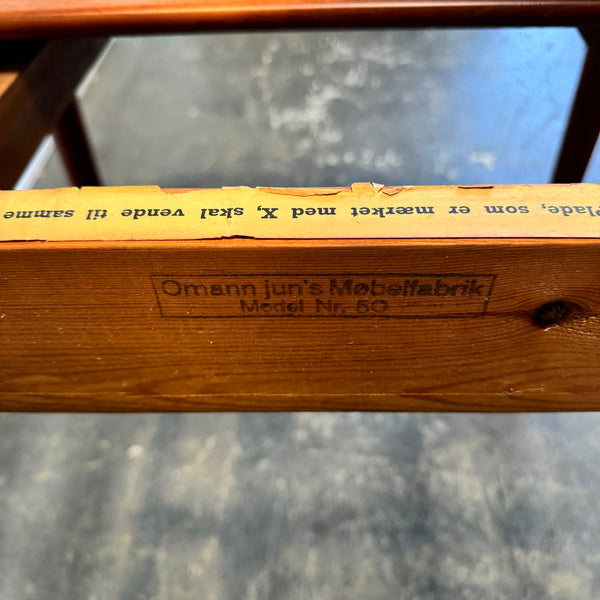 Plade, som er mærket med X, skal vende til samme
Omann jun's Møbelfabrik
Model Nr. 50